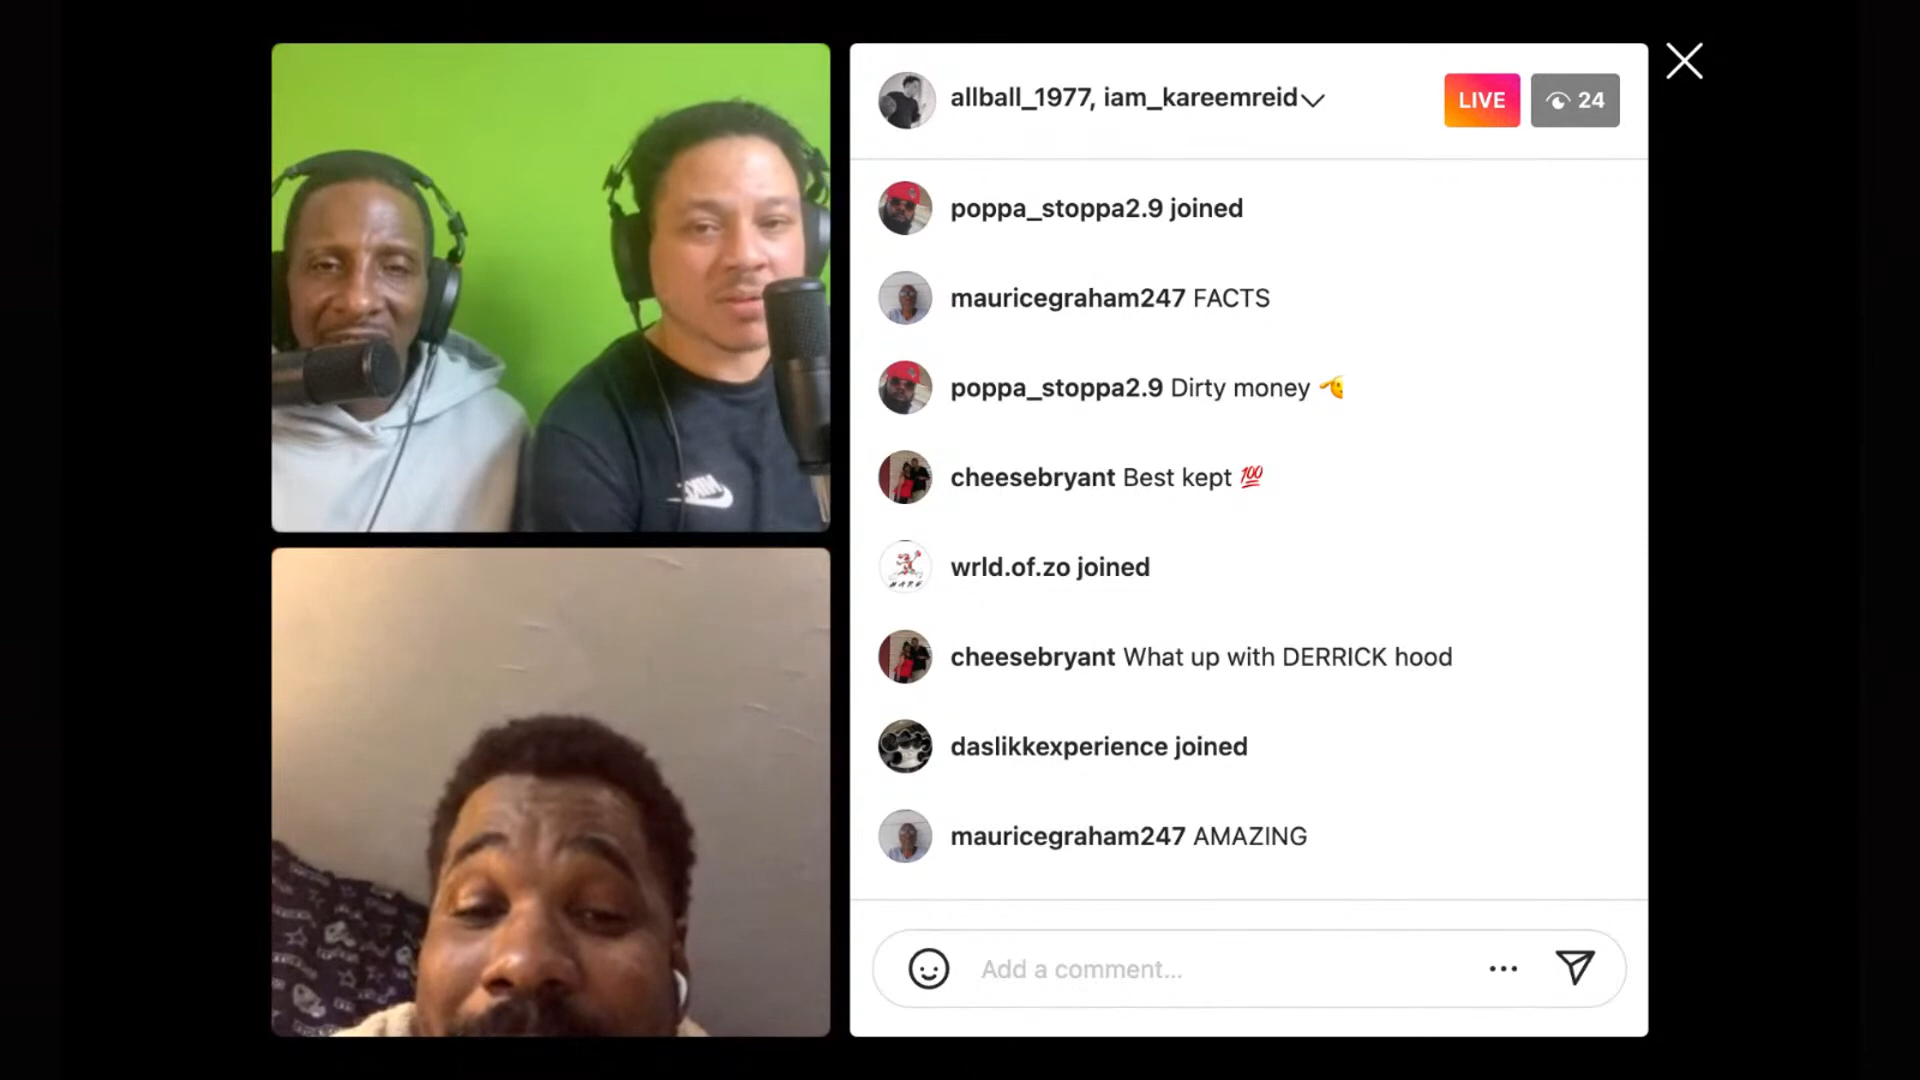 allball_1977, iam_kareemreid
LIVE
24
poppa_stoppa2.9 joined
mauricegraham247 FACTS
poppa_stoppa2.9 Dirty money 🫡
cheesebryant Best kept 💯
wrld.of.zo joined
cheesebryant What up with DERRICK hood
daslikkexperience joined
mauricegraham247 AMAZING
Add a comment...
NIKE